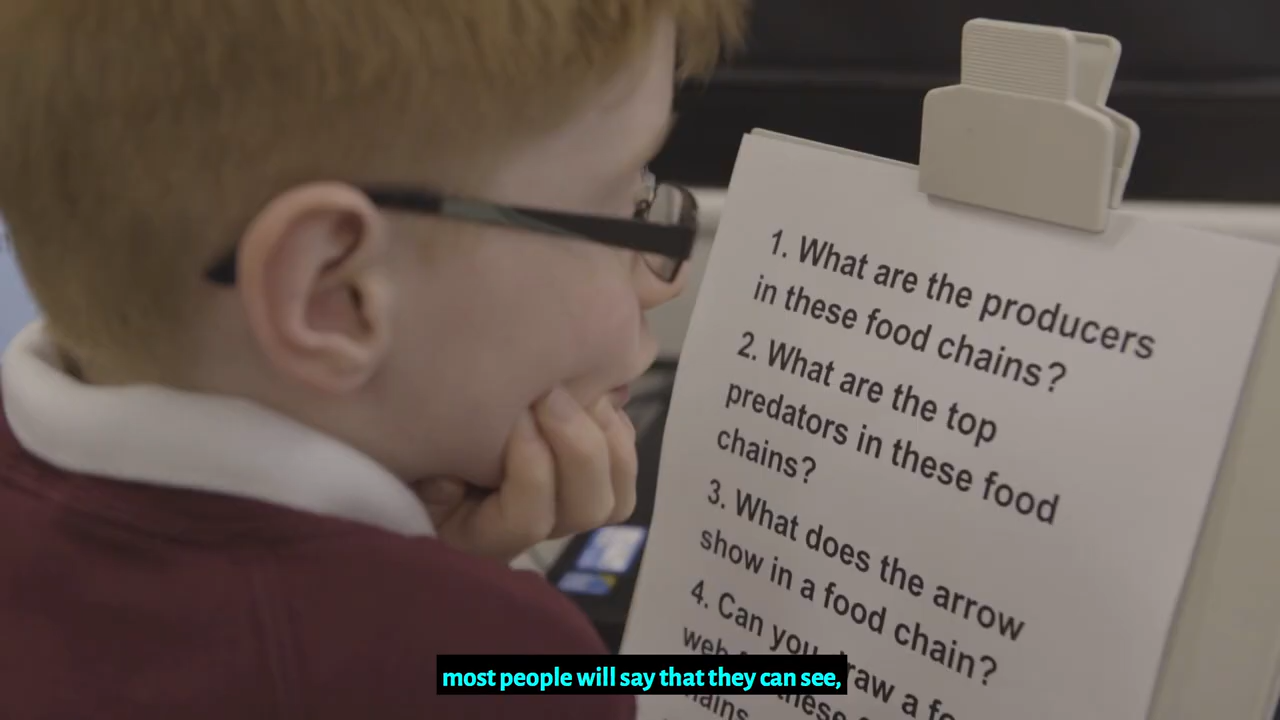 1. What are the producers
in these food chains?
2. What are the top
predators in these food
chains?
3. What does the arrow
show in a food chain?
4. Can you
web
most people will say that they can see,